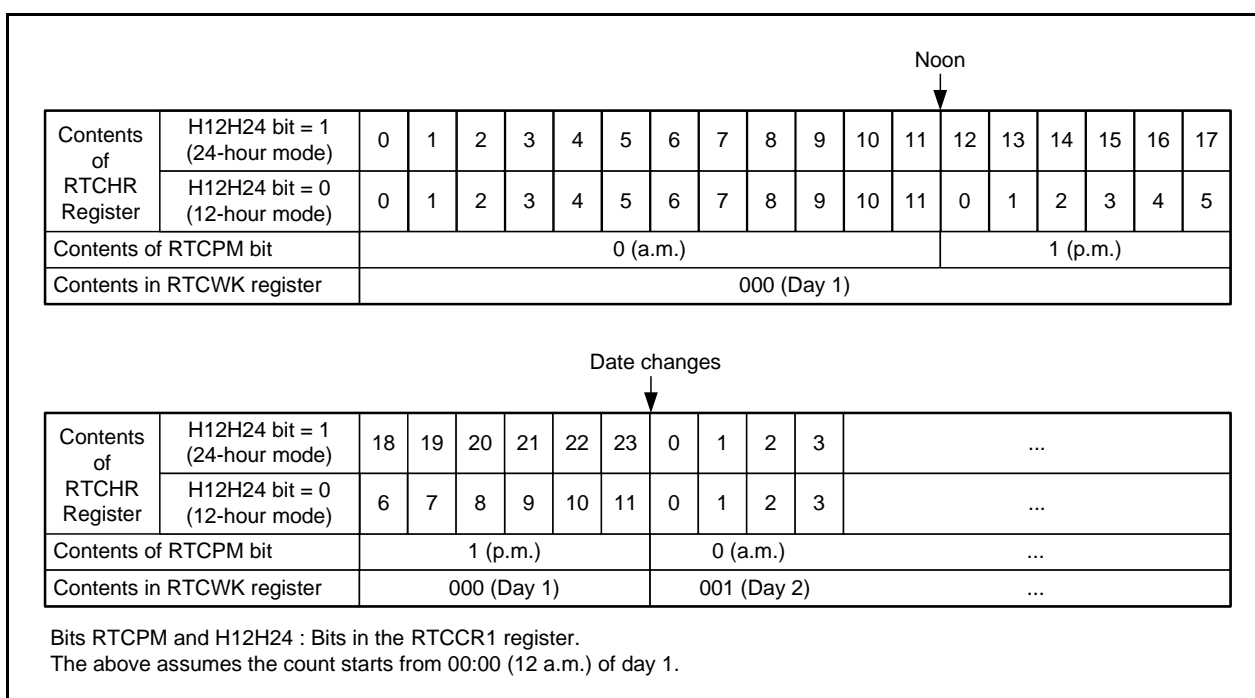 Noon
Contents of RTCHR Register
H12H24 bit = 1 (24-hour mode) 0 1 2 3 4 5 6 7 8 9 10 11 12 13 14 15 16 17
H12H24 bit = 0 (12-hour mode) 0 1 2 3 4 5 6 7 8 9 10 11 0 1 2 3 4 5
Contents of RTCPM bit 0 (a.m.) 1 (p.m.)
Contents in RTCWK register 000 (Day 1)
Date changes
Contents of RTCHR Register
H12H24 bit = 1 (24-hour mode) 18 19 20 21 22 23 0 1 2 3 ...
H12H24 bit = 0 (12-hour mode) 6 7 8 9 10 11 0 1 2 3 ...
Contents of RTCPM bit 1 (p.m.) 0 (a.m.) ...
Contents in RTCWK register 000 (Day 1) 001 (Day 2) ...
Bits RTCPM and H12H24 : Bits in the RTCCR1 register.
The above assumes the count starts from 00:00 (12 a.m.) of day 1.